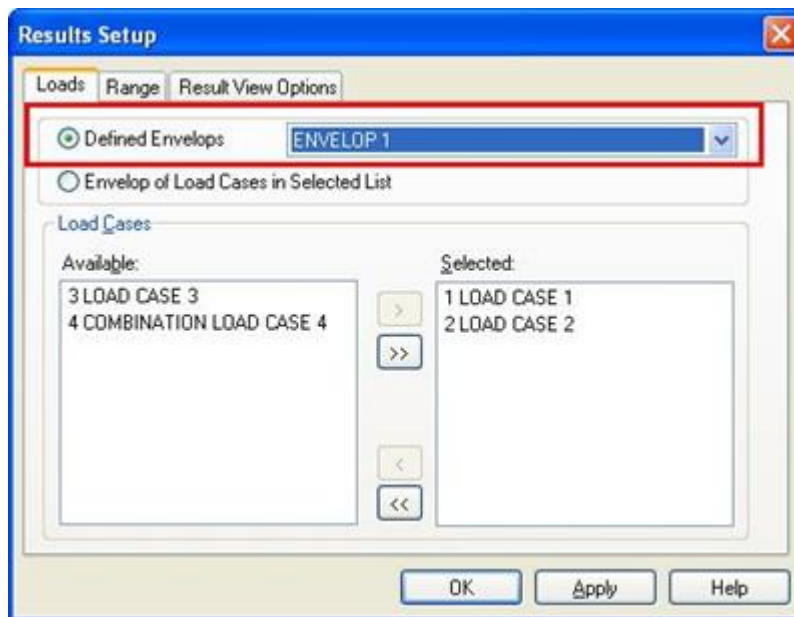 Results Setup
Loads Range Result View Options
Defined Envelops ENVELOP 1
Envelop of Load Cases in Selected List
Load Cases
Available: Selected:
3 LOAD CASE 3
4 COMBINATION LOAD CASE 4
1 LOAD CASE 1
2 LOAD CASE 2
>
>>
<
<<
OK Apply Help